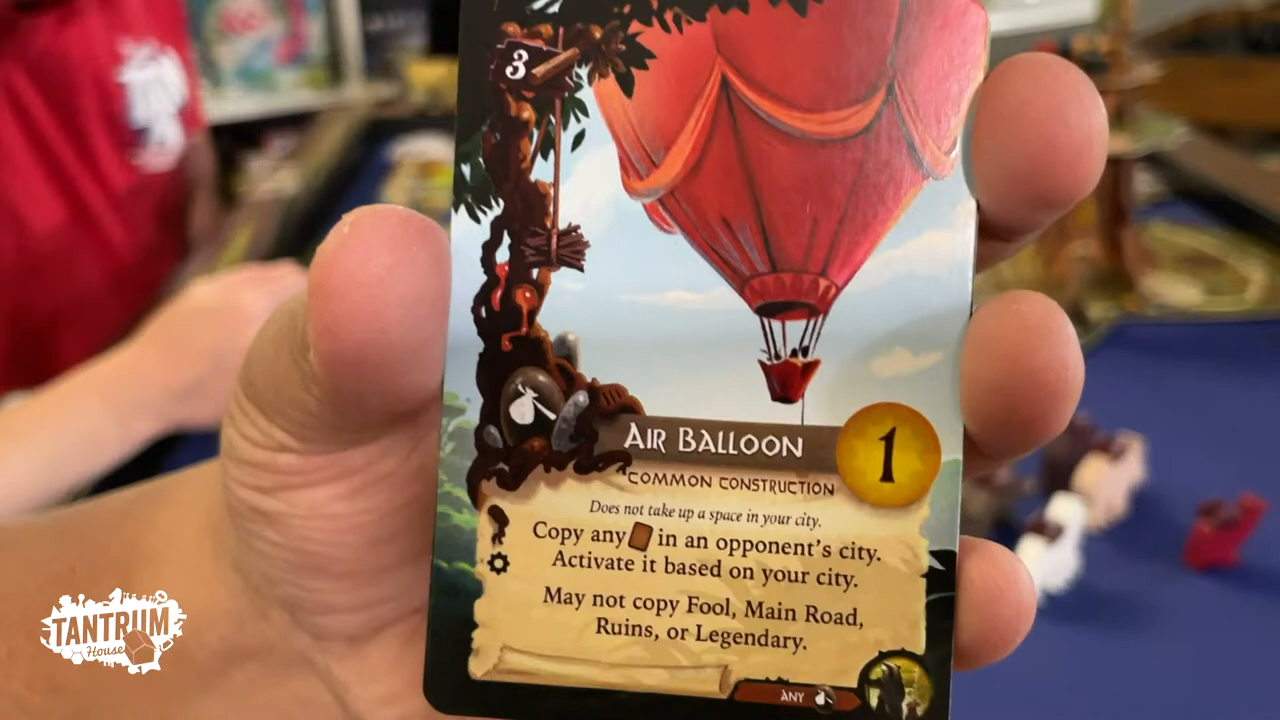 3
AIR BALLOON
1
COMMON CONSTRUCTION
Does not take up a space in your city.
Copy any in an opponent's city.
Activate it based on your city.
May not copy Fool, Main Road,
Ruins, or Legendary.
ANY
TANTRUM
House